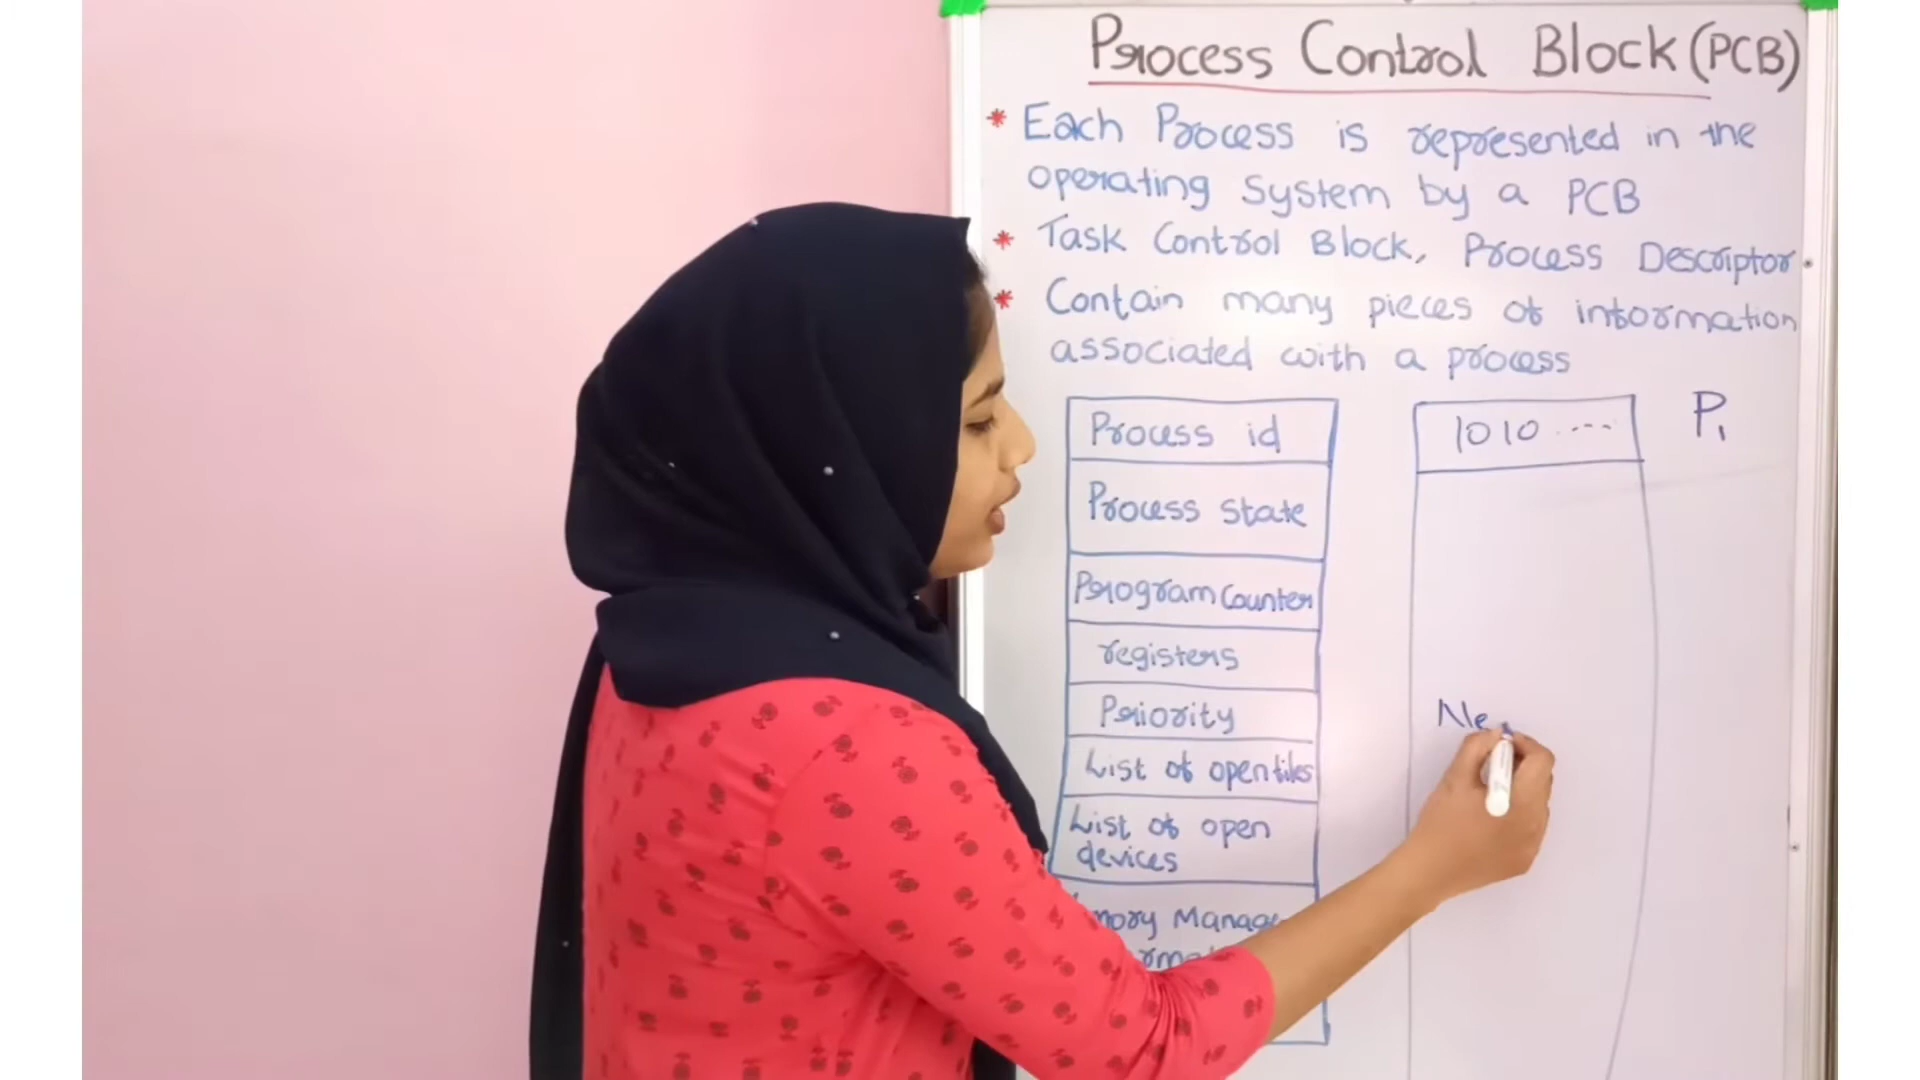 Process Control Block (PCB)
* Each Process is represented in the
operating System by a PCB
* Task Control Block, Process Descriptor.
* Contain many pieces of information
associated with a process
Process id
Process State
Program Counter
registers
Priority
List of open files
List of open
devices
1010 ....
P1
Ne